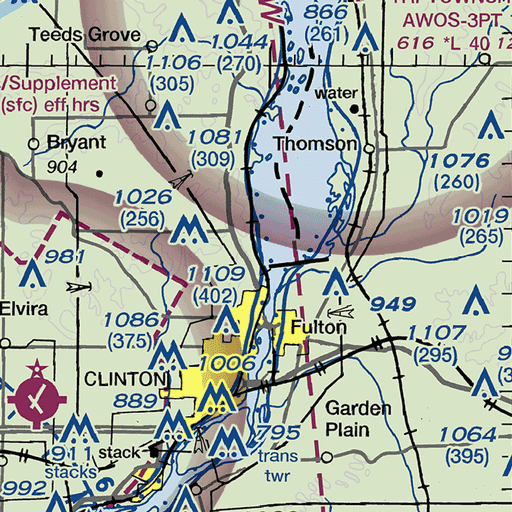 Teeds Grove
866
(261)
AWOS-3PT
616 *L 40
1044
(270)
1106
(305)
/Supplement
(sfc) eff hrs
water
1081
(309)
Thomson
Bryant
904
1076
(260)
1026
(256)
1019
(265)
981
1109
(402)
949
Elvira
1086
(375)
Fulton
1107
(295)
1006
CLINTON
889
Garden
Plain
1064
(395)
911
stacks
stack
795
trans
twr
992